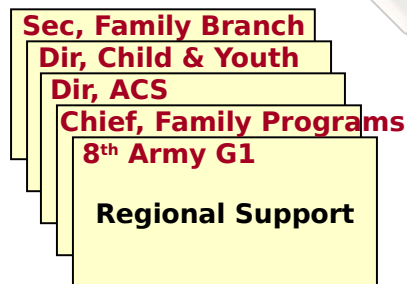 Sec, Family Branch
Dir, Child & Youth
Dir, ACS
Chief, Family Programs
8th Army G1
Regional Support